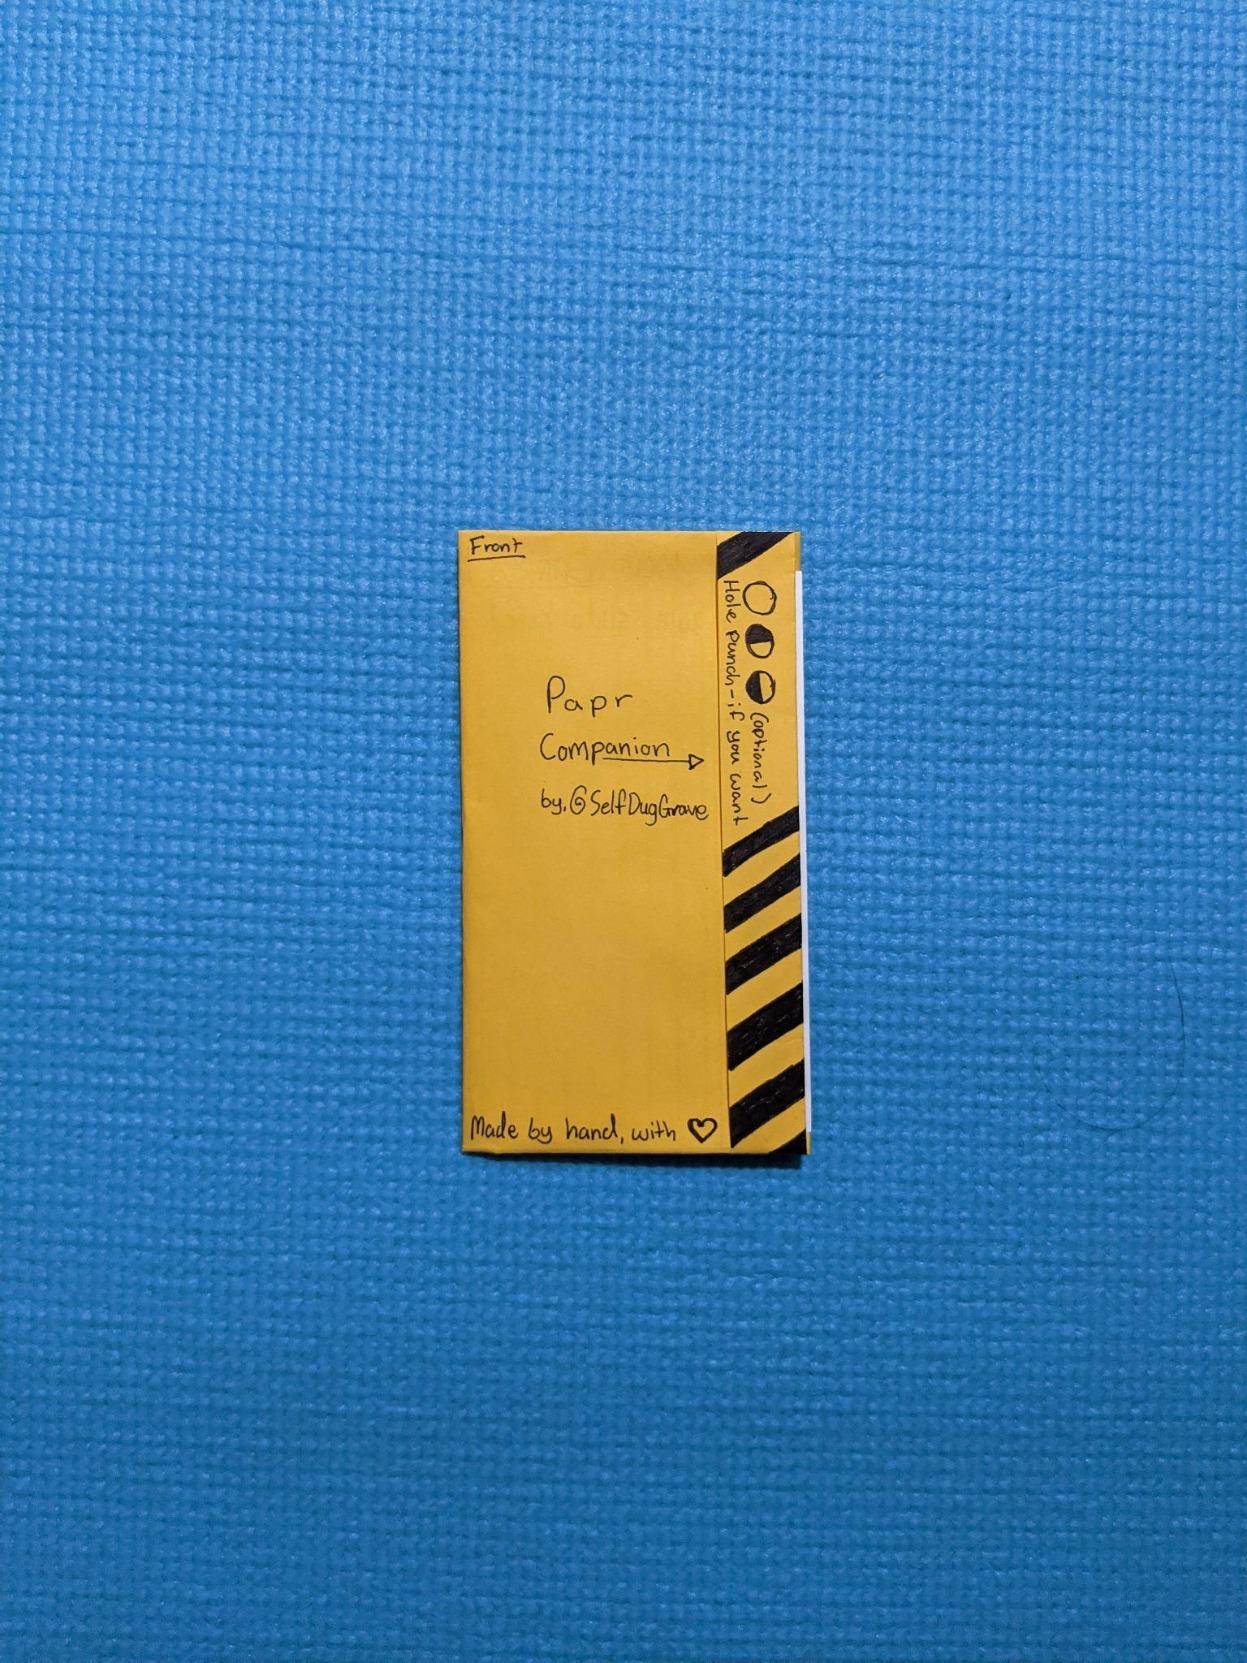 Front
Papr
Companion
by.@SelfDugGrave
Made by hand, with
(optional)
Hole punch-if you want